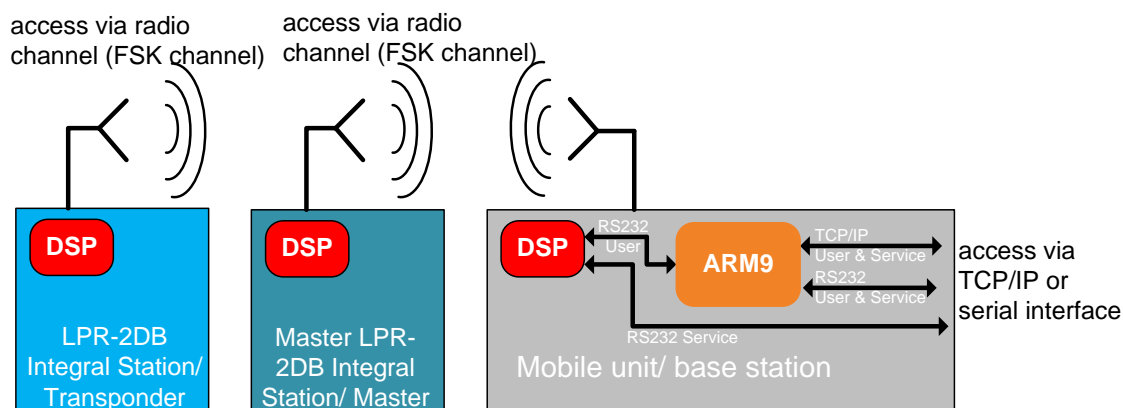 access via radio
channel (FSK channel)
access via radio
channel (FSK channel)
DSP
LPR-2DB
Integral Station/
Transponder
DSP
Master LPR-
2DB Integral
Station/ Master
DSP
RS232
User
ARM9
TCP/IP
User & Service
RS232
User & Service
RS232 Service
Mobile unit/ base station
access via
TCP/IP or
serial interface